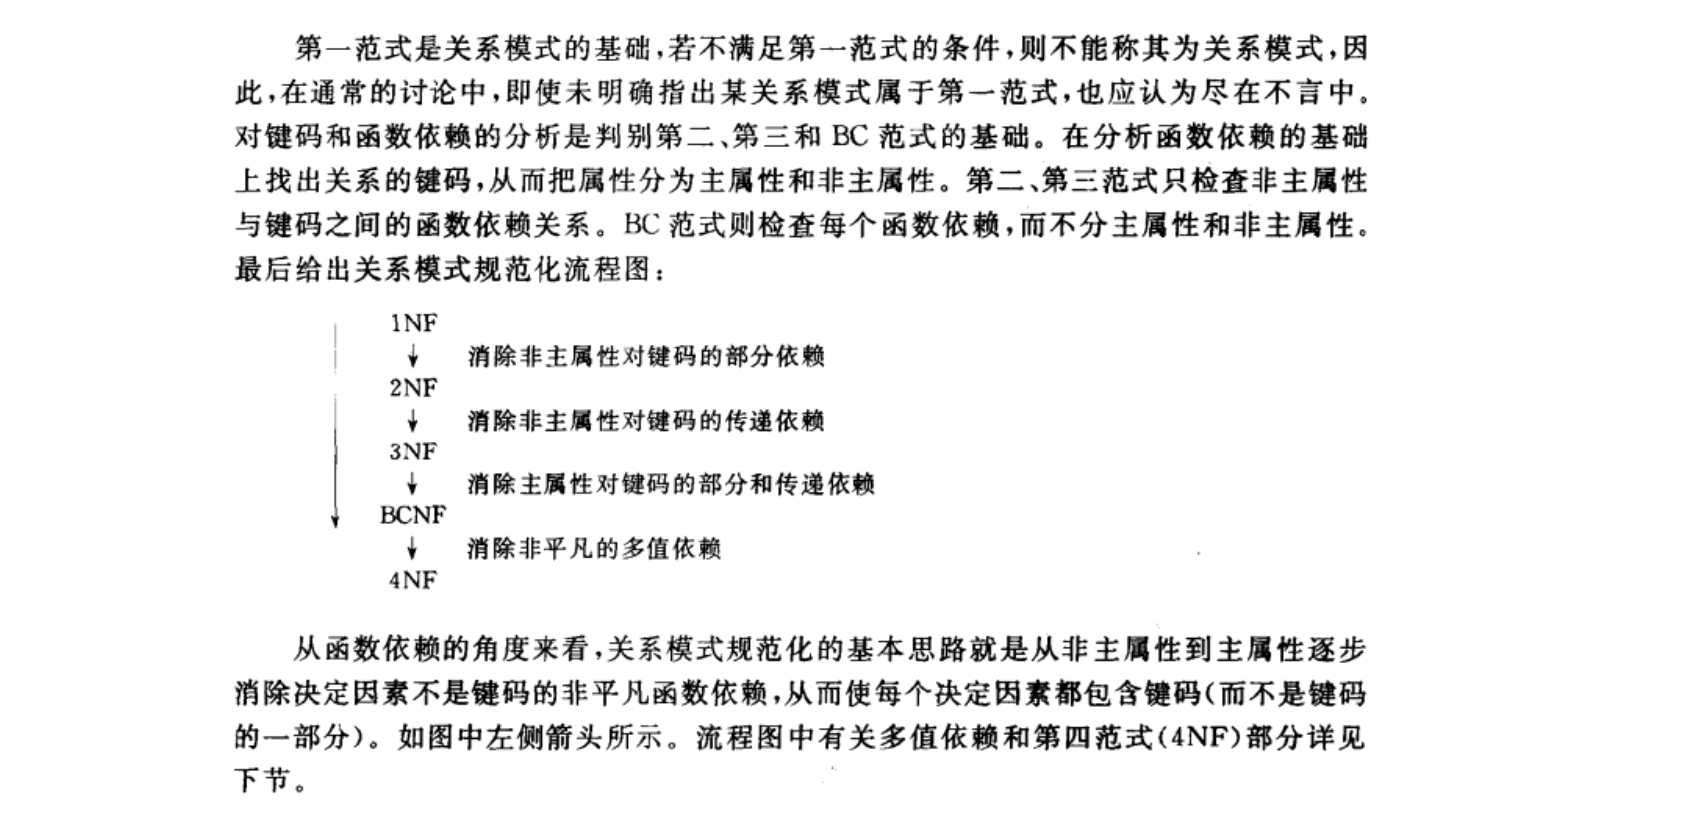 第一范式是关系模式的基础,若不满足第一范式的条件,则不能称其为关系模式,因
此,在通常的讨论中,即使未明确指出某关系模式属于第一范式,也应认为尽在不言中。
对键码和函数依赖的分析是判别第二、第三和 BC 范式的基础。在分析函数依赖的基础
上找出关系的键码,从而把属性分为主属性和非主属性。第二、第三范式只检查非主属性
与键码之间的函数依赖关系。BC 范式则检查每个函数依赖,而不分主属性和非主属性。
最后给出关系模式规范化流程图:
1NF
↓ 消除非主属性对键码的部分依赖
2NF
↓ 消除非主属性对键码的传递依赖
3NF
↓ 消除主属性对键码的部分和传递依赖
BCNF
↓ 消除非平凡的多值依赖
4NF
从函数依赖的角度来看,关系模式规范化的基本思路就是从非主属性到主属性逐步
消除决定因素不是键码的非平凡函数依赖,从而使每个决定因素都包含键码(而不是键码
的一部分)。如图中左侧箭头所示。流程图中有关多值依赖和第四范式(4NF)部分详见
下节。